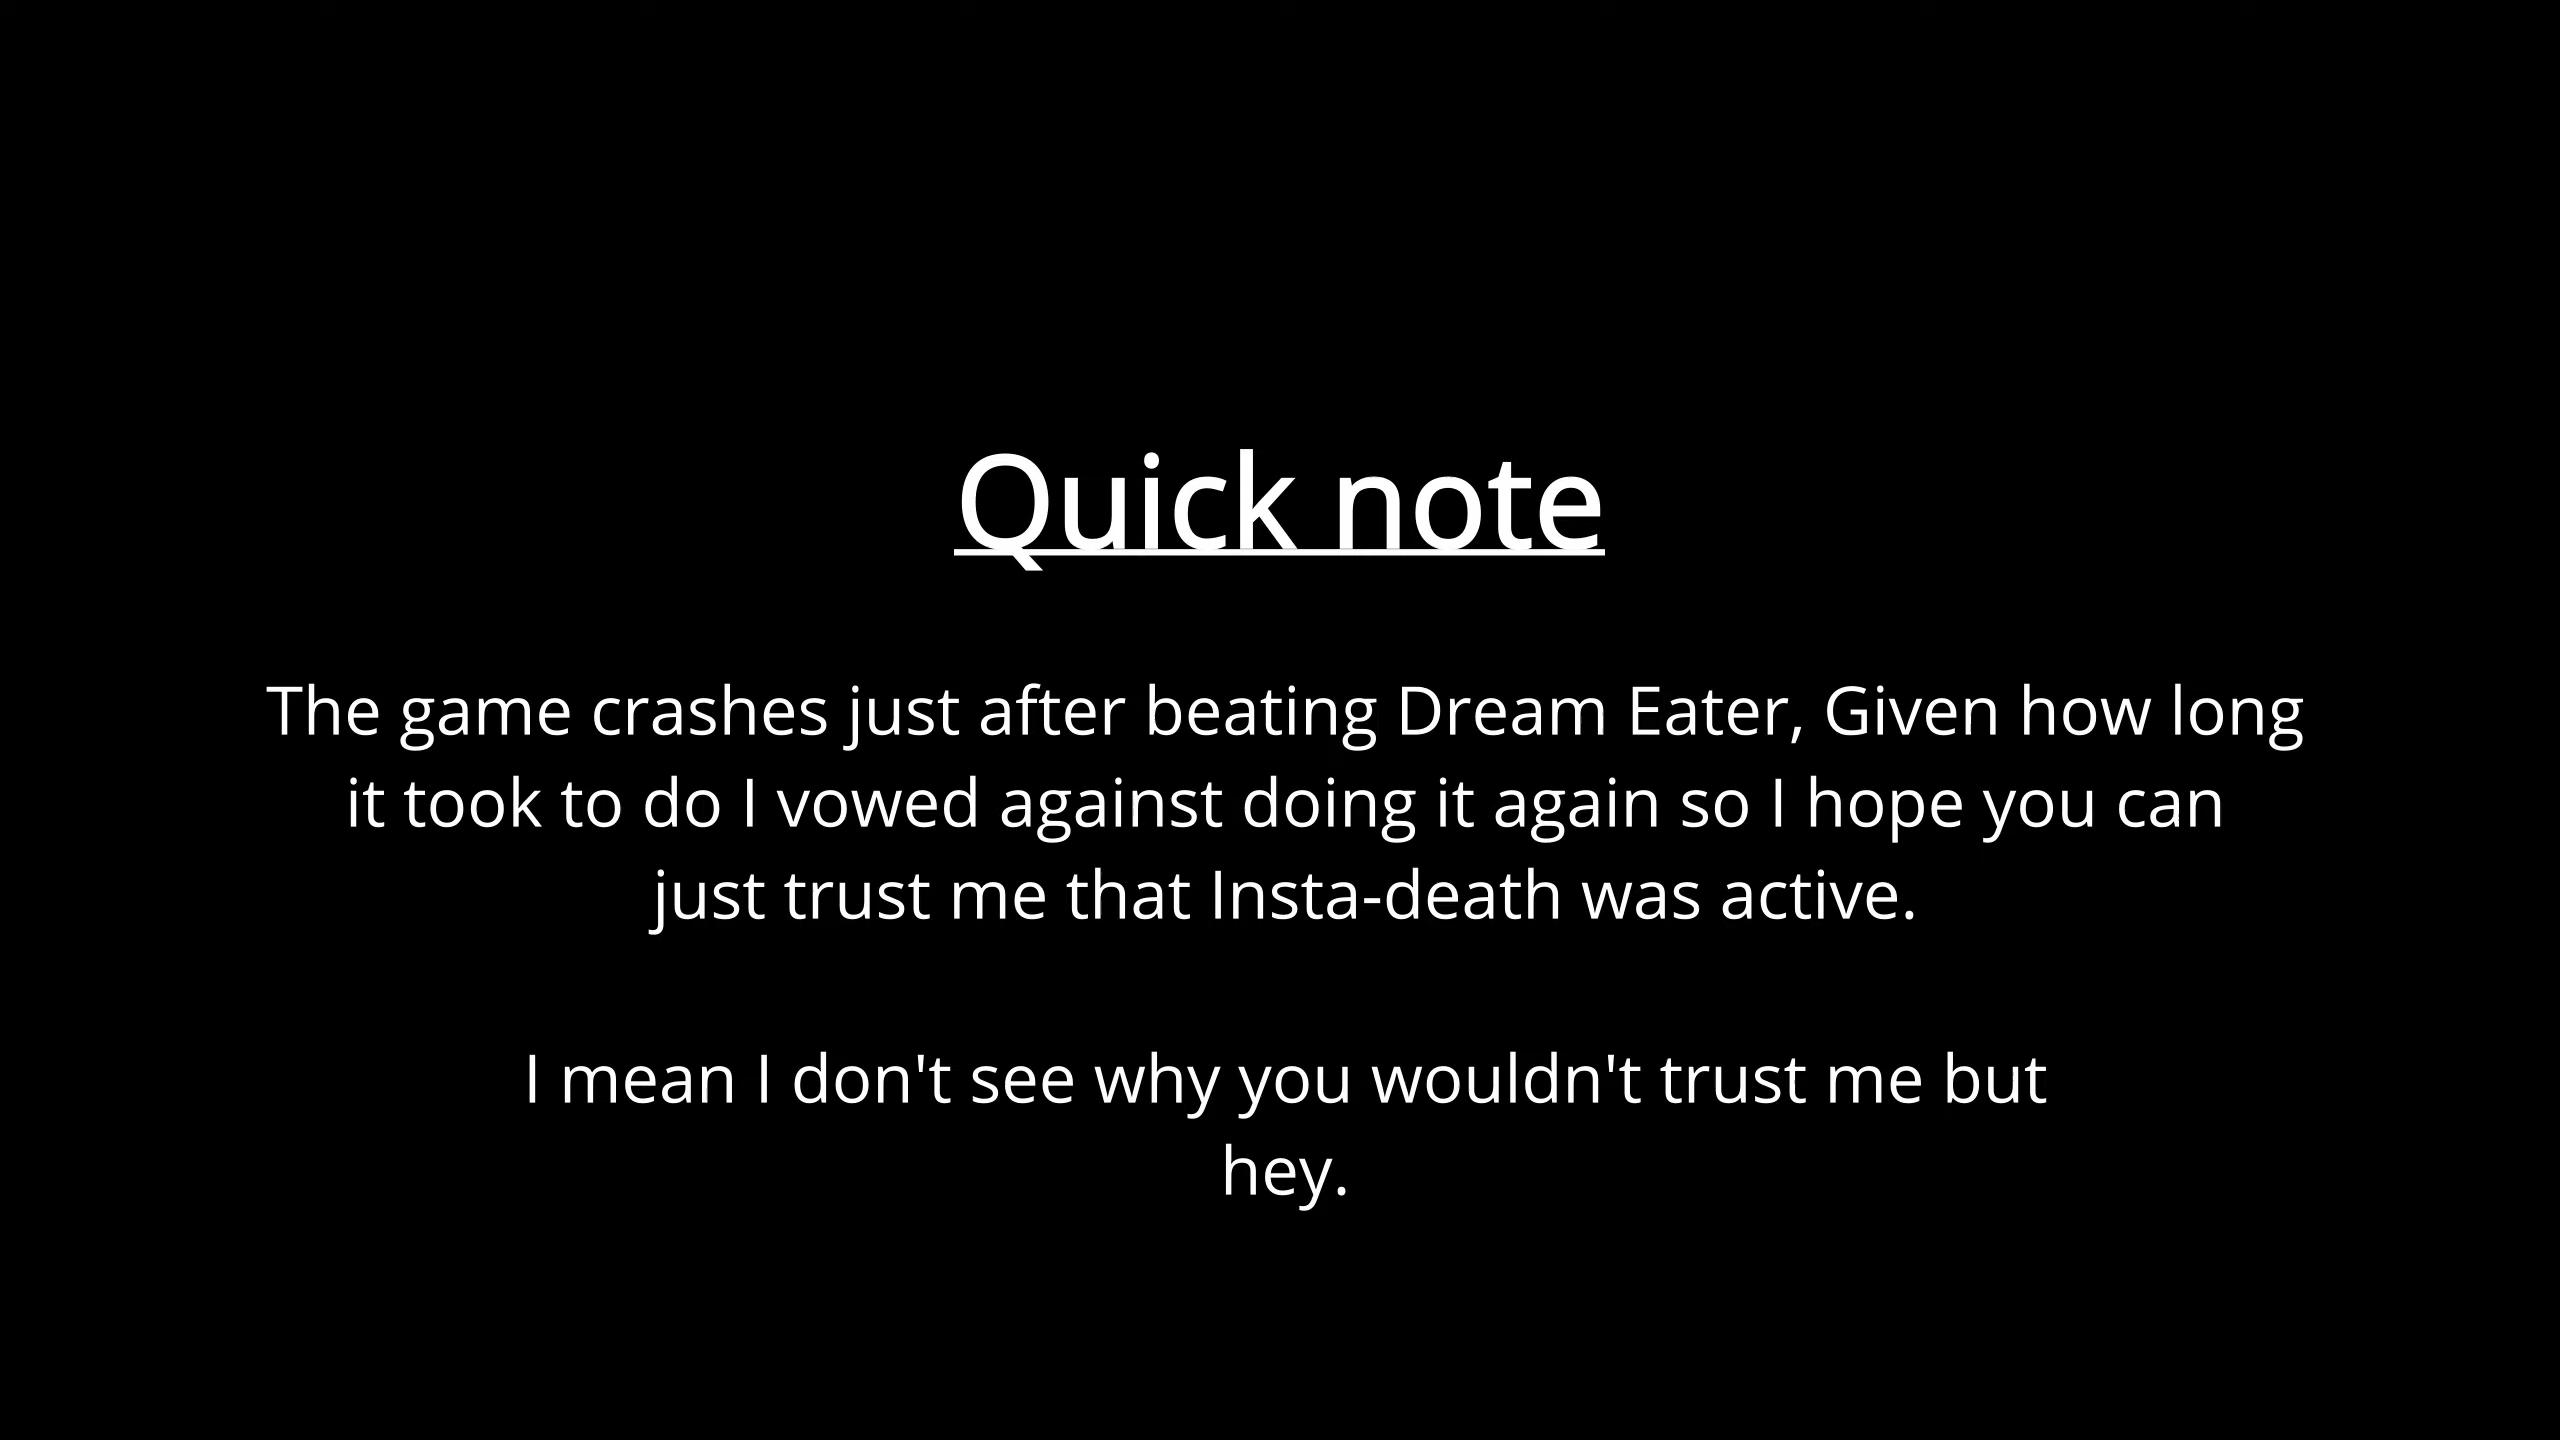 Quick note
The game crashes just after beating Dream Eater, Given how long
it took to do I vowed against doing it again so I hope you can
just trust me that Insta-death was active.
I mean I don't see why you wouldn't trust me but
hey.